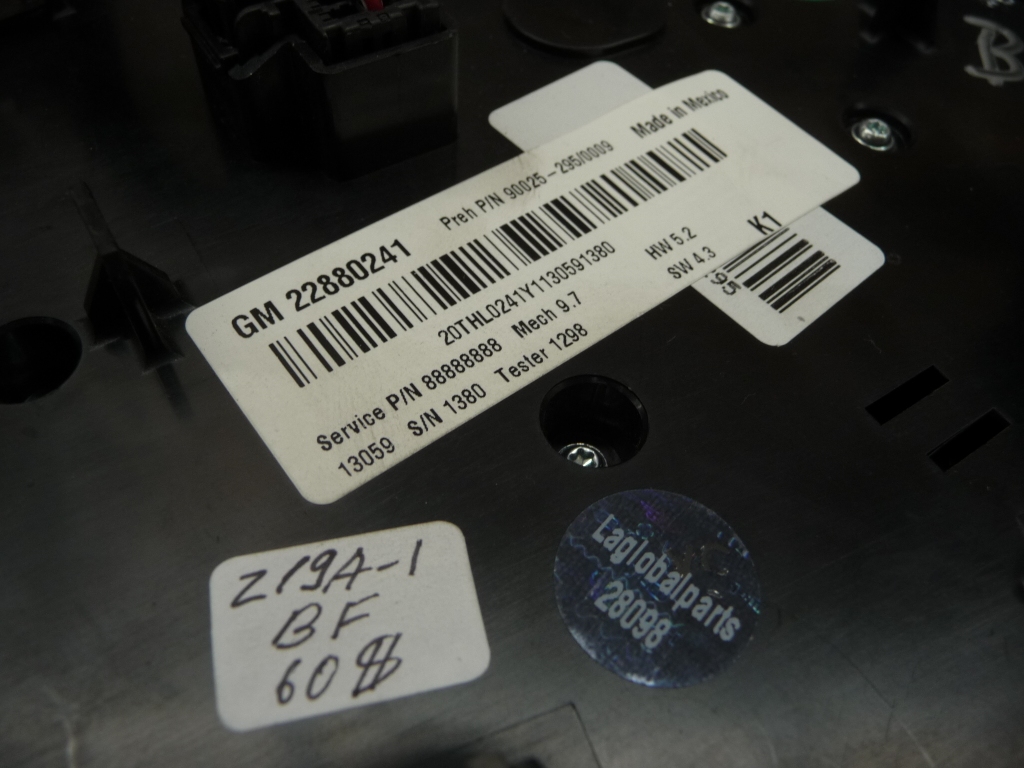 B
GM 22880241 Preh P/N 90025-295/0009 Made in Mexico
20THL0241Y1130591380
HW 5.2
SW 4.3
Service P/N 88888888 Mech 9.7
13059 S/N 1380 Tester 1298
K1
Z19A-1
BF
60$
Laglobalparts
28098